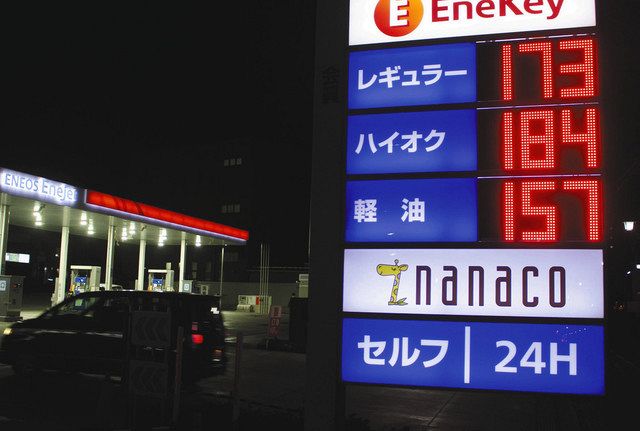 E EneKey
レギュラー 173
ハイオク 184
軽油 157
nanaco
セルフ 24H
ENEOS EneJet